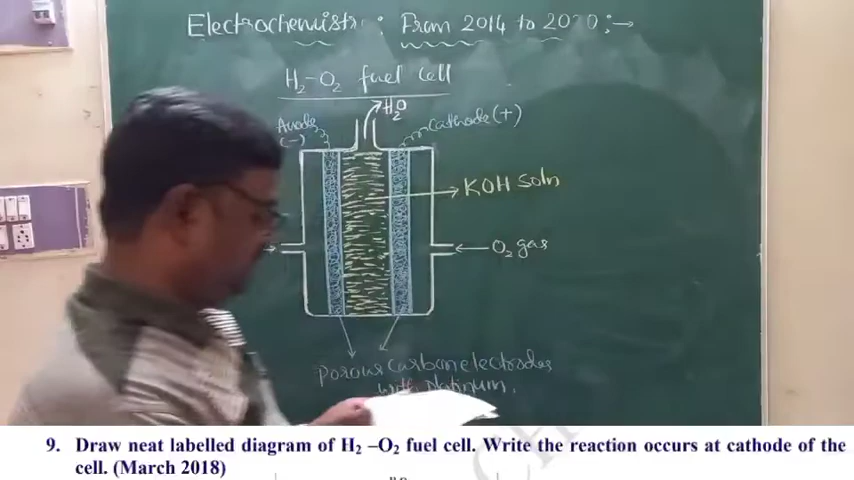 Electrochemistry: From 2014 to 2020:→
H₂-O₂ fuel cell
H₂O
Anode
(-)
Cathode (+)
KOH Soln
O₂ gas
Porous Carbon electrodes
with Platinum.
9. Draw neat labelled diagram of H₂ –O₂ fuel cell. Write the reaction occurs at cathode of the
cell. (March 2018)